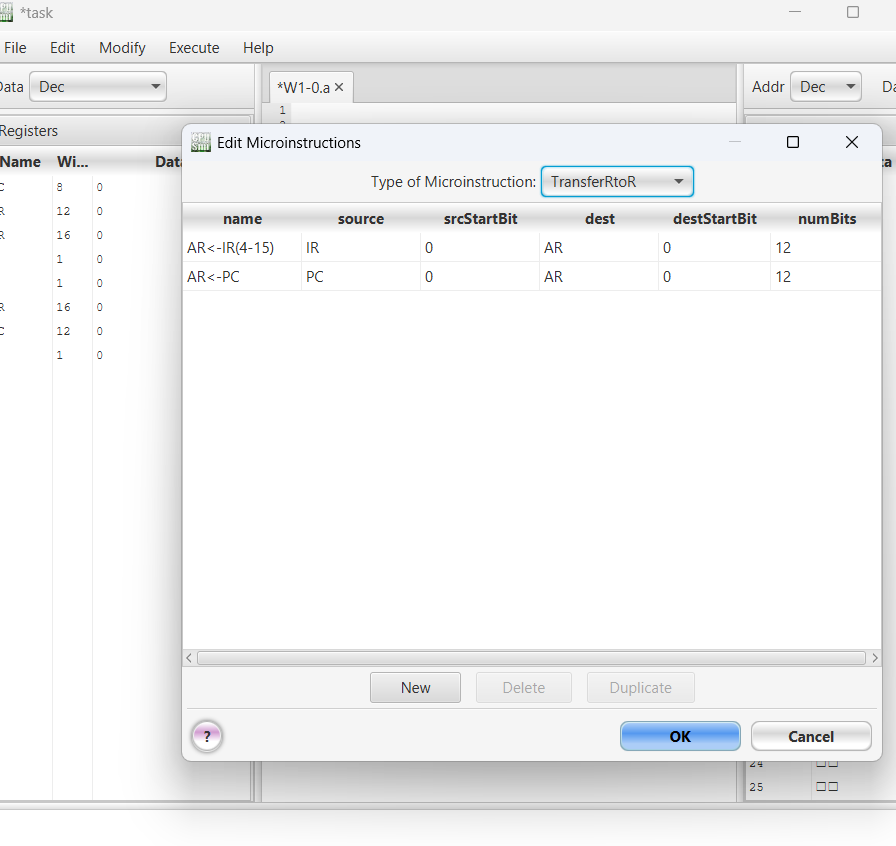 *task
File Edit Modify Execute Help
Data Dec
*W1-0.a ×
Addr Dec Da
1
Registers
Name Wi... Data
C 8 0
R 12 0
R 16 0
1 0
1 0
R 16 0
C 12 0
1 0
Edit Microinstructions
Type of Microinstruction: TransferRtoR
name source srcStartBit dest destStartBit numBits
AR<-IR(4-15) IR 0 AR 0 12
AR<-PC PC 0 AR 0 12
New Delete Duplicate
? OK Cancel
24 □□
25 □□